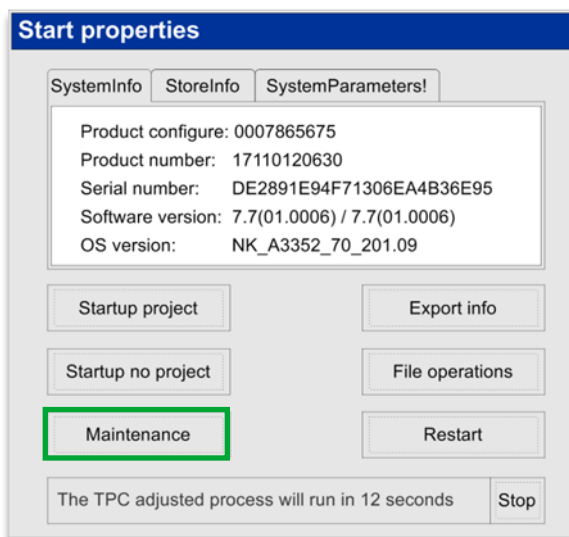 Start properties
SystemInfo StoreInfo SystemParameters!
Product configure: 0007865675
Product number: 17110120630
Serial number: DE2891E94F71306EA4B36E95
Software version: 7.7(01.0006) / 7.7(01.0006)
OS version: NK_A3352_70_201.09
Startup project Export info
Startup no project File operations
Maintenance Restart
The TPC adjusted process will run in 12 seconds Stop